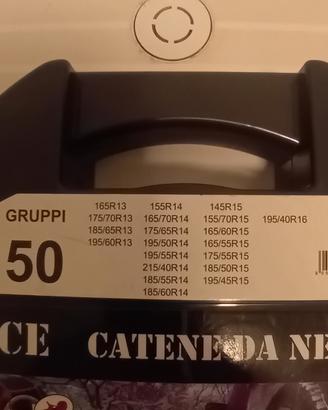 165R13 155R14 145R15
GRUPPI 175/70R13 165/70R14 155/70R15 195/40R16
185/65R13 175/65R14 165/60R15
195/60R13 195/50R14 165/55R15
50 195/55R14 175/55R15
215/40R14 185/50R15
185/55R14 195/45R15
185/60R14
CE CATENE DA NE